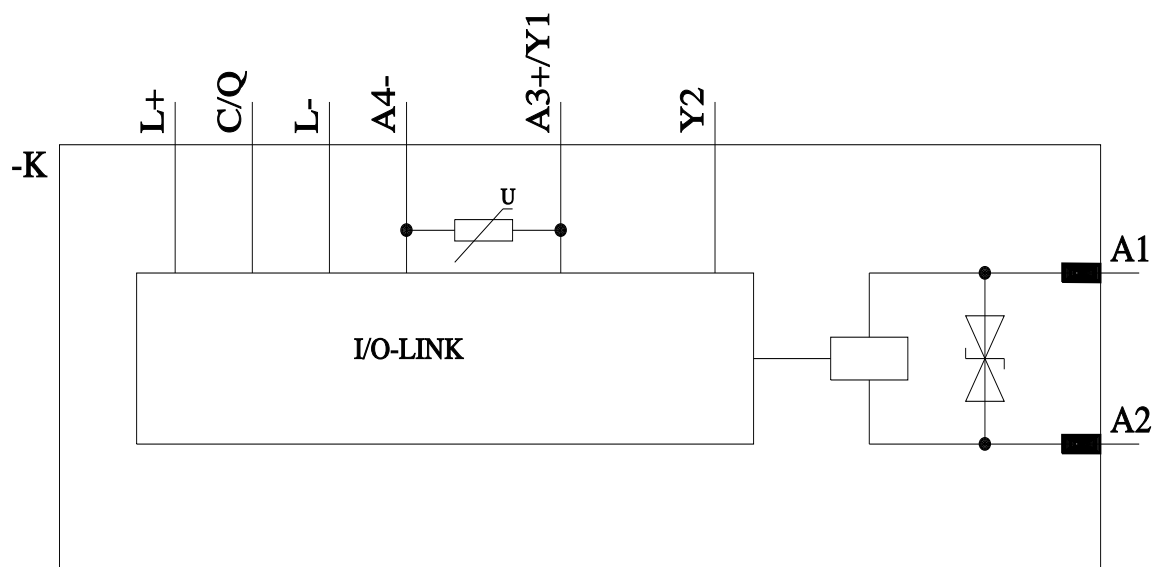 L+
C/Q
L-
A4-
A3+/Y1
Y2
-K
U
A1
I/O-LINK
A2